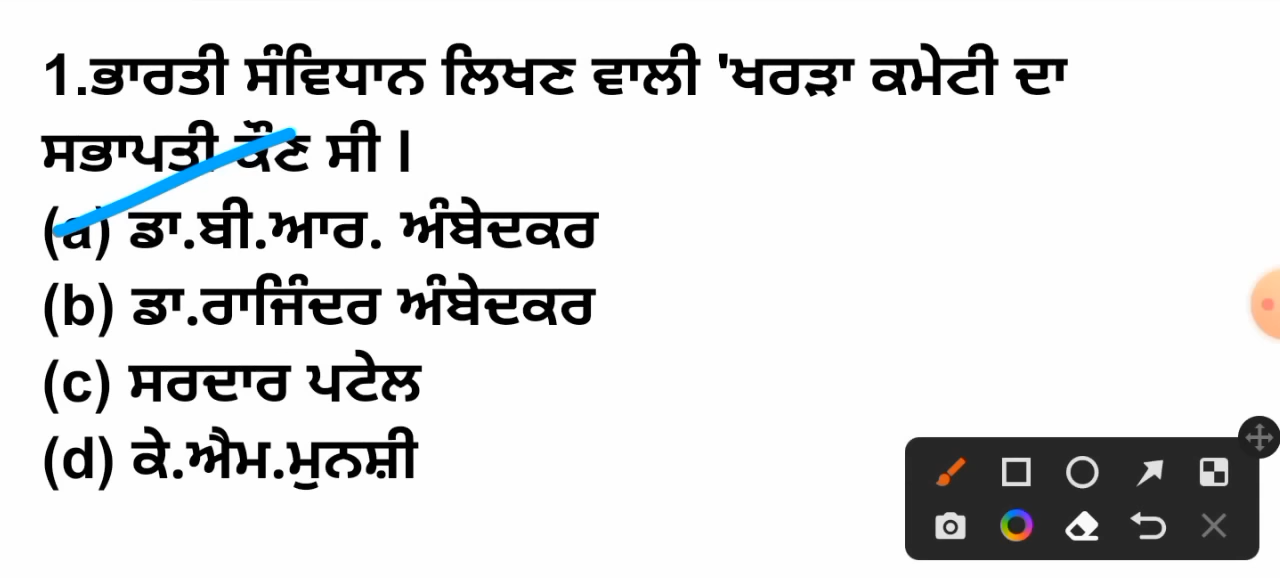 1.ਭਾਰਤੀ ਸੰਵਿਧਾਨ ਲਿਖਣ ਵਾਲੀ 'ਖਰੜਾ ਕਮੇਟੀ ਦਾ
ਸਭਾਪਤੀ ਕੌਣ ਸੀ।
(a) ਡਾ.ਬੀ.ਆਰ. ਅੰਬੇਦਕਰ
(b) ਡਾ.ਰਾਜਿੰਦਰ ਅੰਬੇਦਕਰ
(c) ਸਰਦਾਰ ਪਟੇਲ
(d) ਕੇ.ਐਮ.ਮੁਨਸ਼ੀ